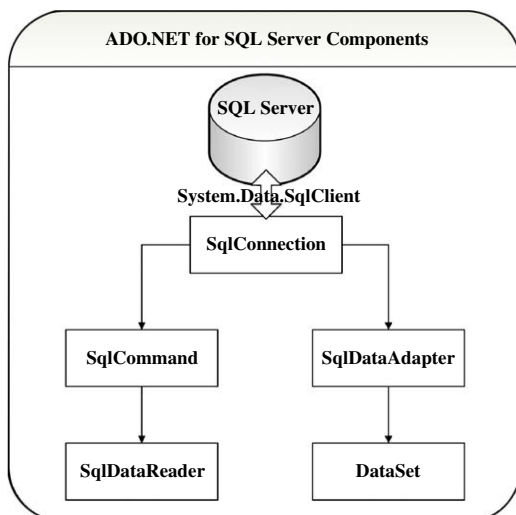 ADO.NET for SQL Server Components
SQL Server
System.Data.SqlClient
SqlConnection
SqlCommand
SqlDataAdapter
SqlDataReader
DataSet